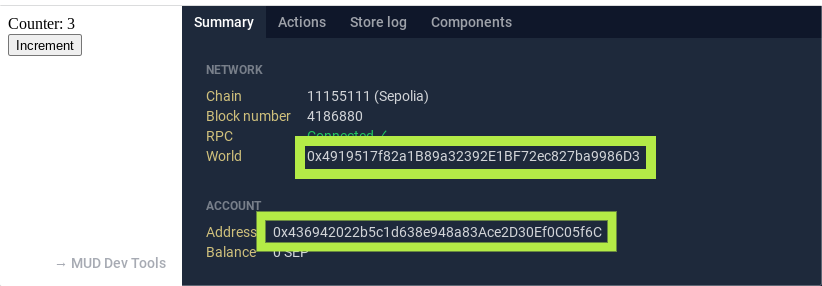 Counter: 3
Increment
→ MUD Dev Tools
Summary Actions Store log Components
NETWORK
Chain 11155111 (Sepolia)
Block number 4186880
RPC Connected ✓
World 0x4919517f82a1B89a32392E1BF72ec827ba9986D3
ACCOUNT
Address 0x436942022b5c1d638e948a83Ace2D30Ef0C05f6C
Balance 0 SEP